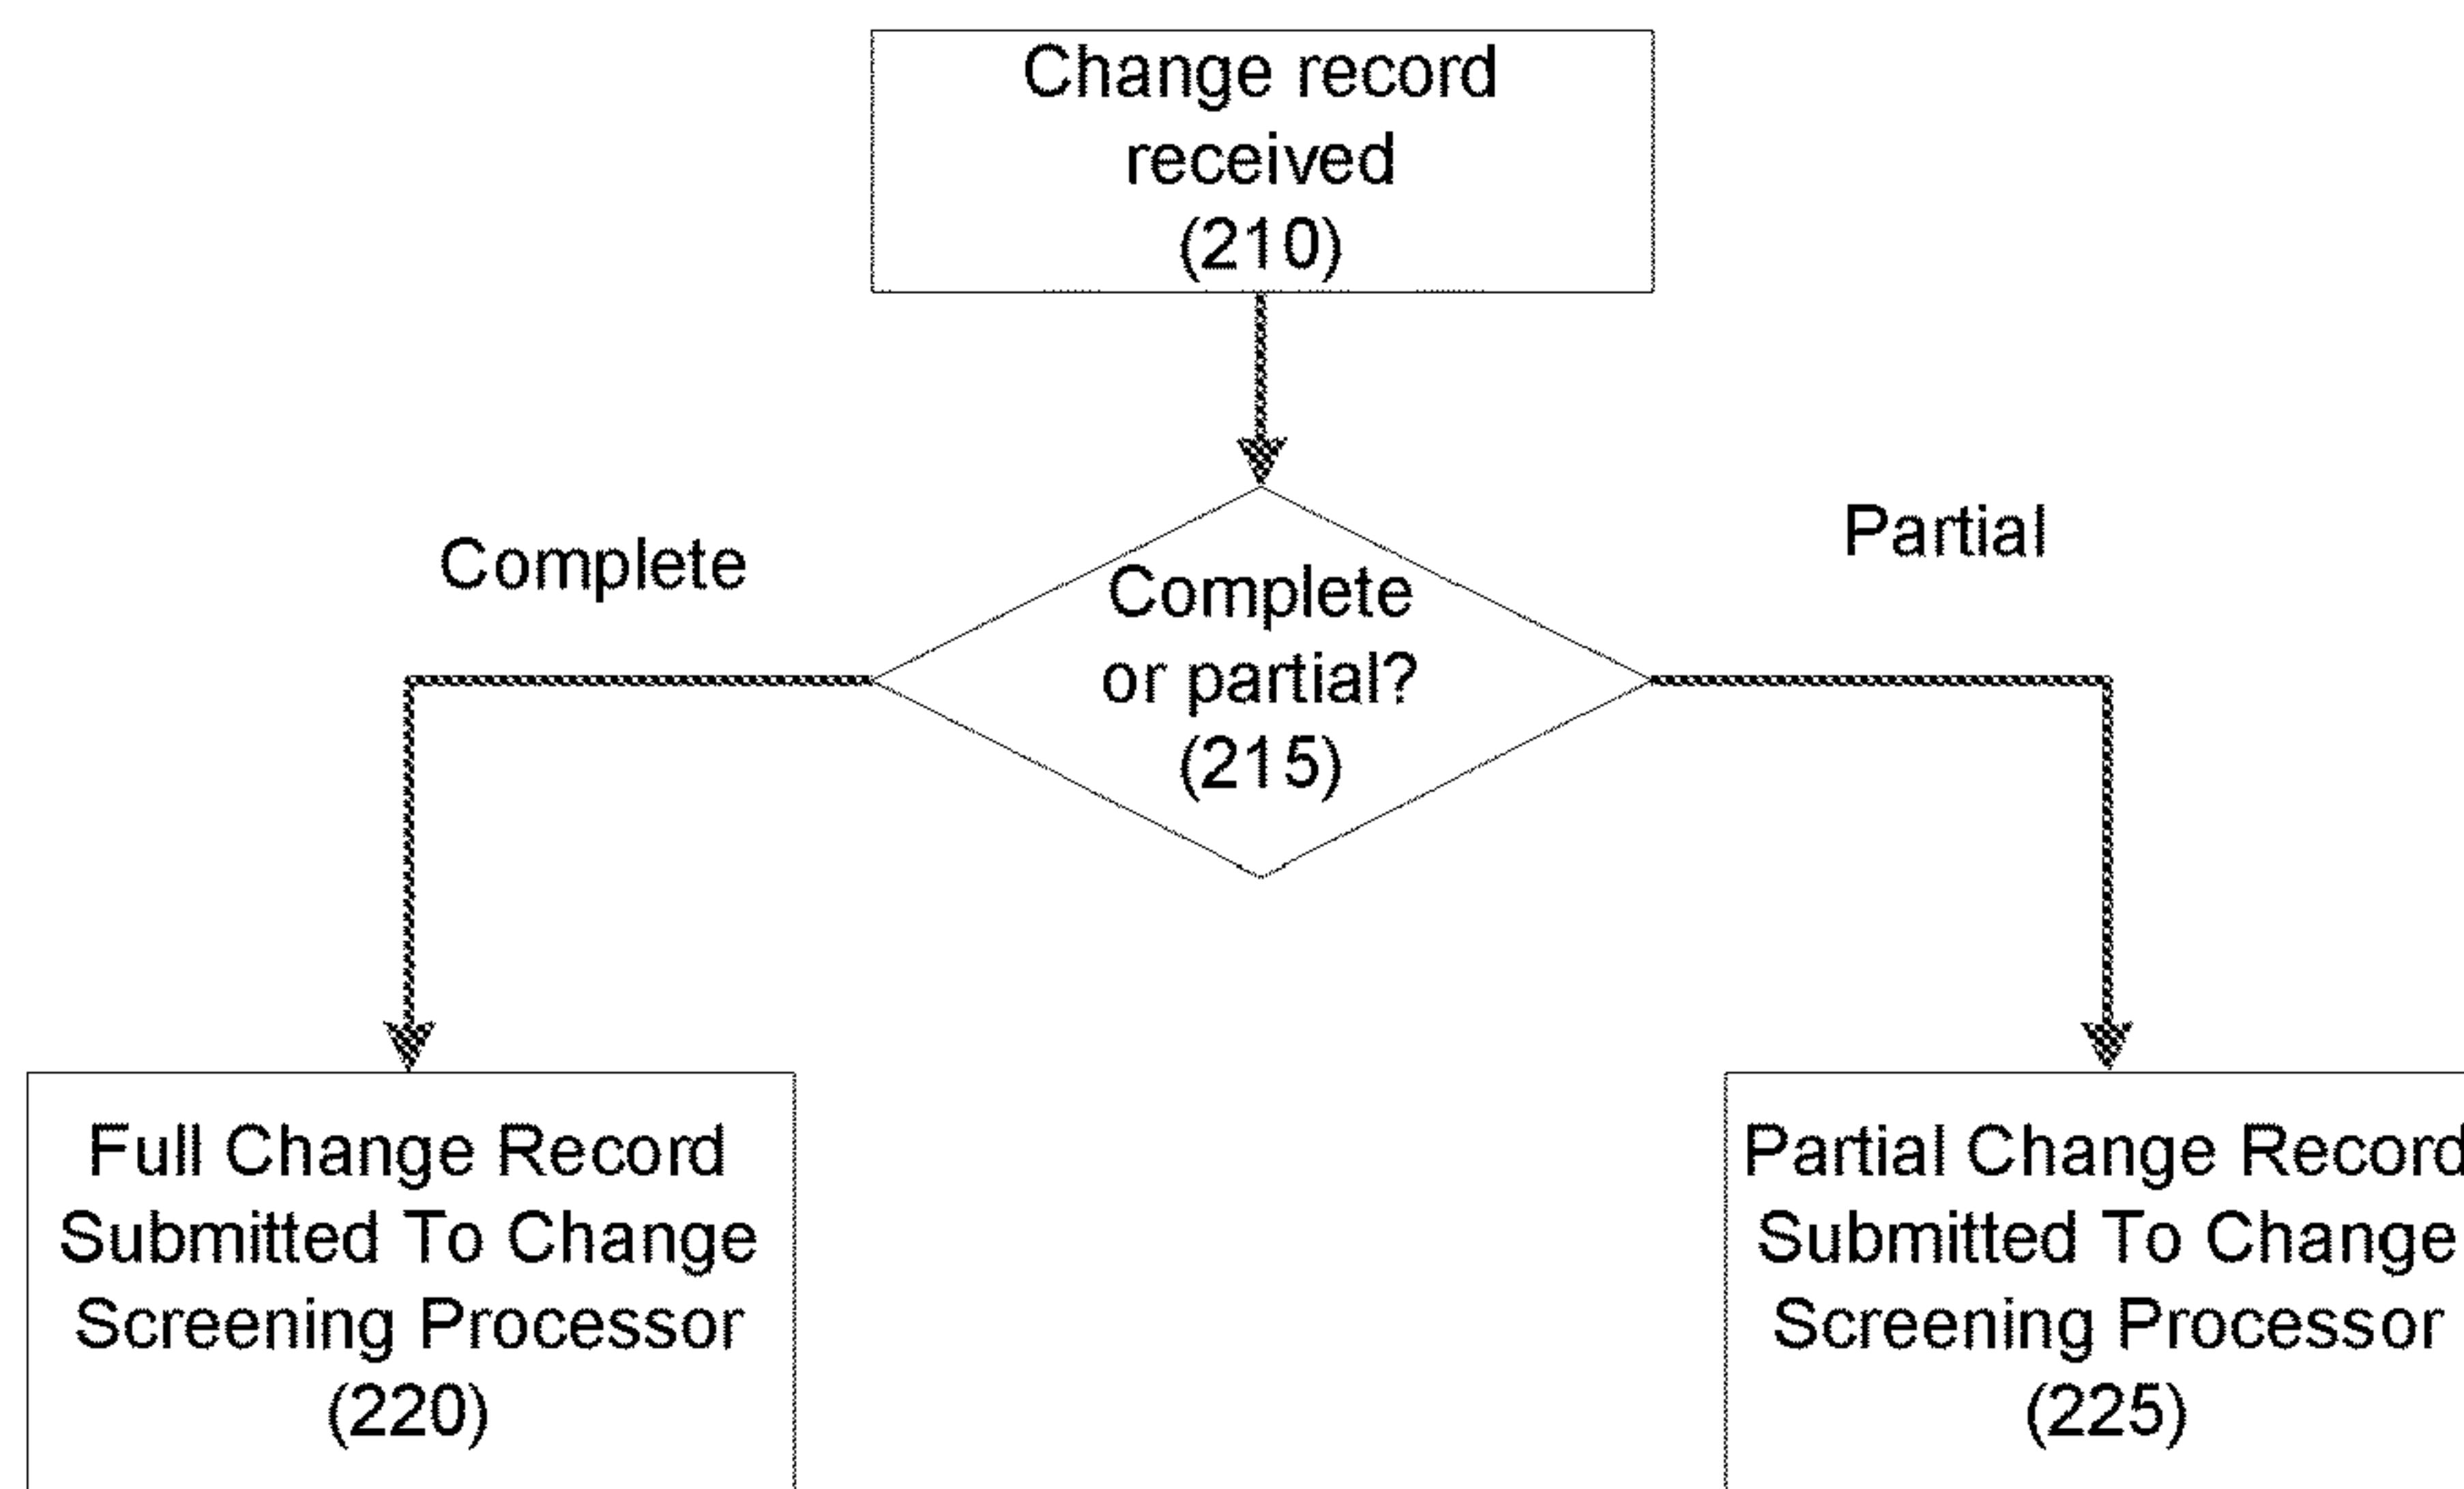 Change record
received
(210)
Complete
Partial
Complete
or partial?
(215)
Full Change Record
Submitted To Change
Screening Processor
(220)
Partial Change Record
Submitted To Change
Screening Processor
(225)